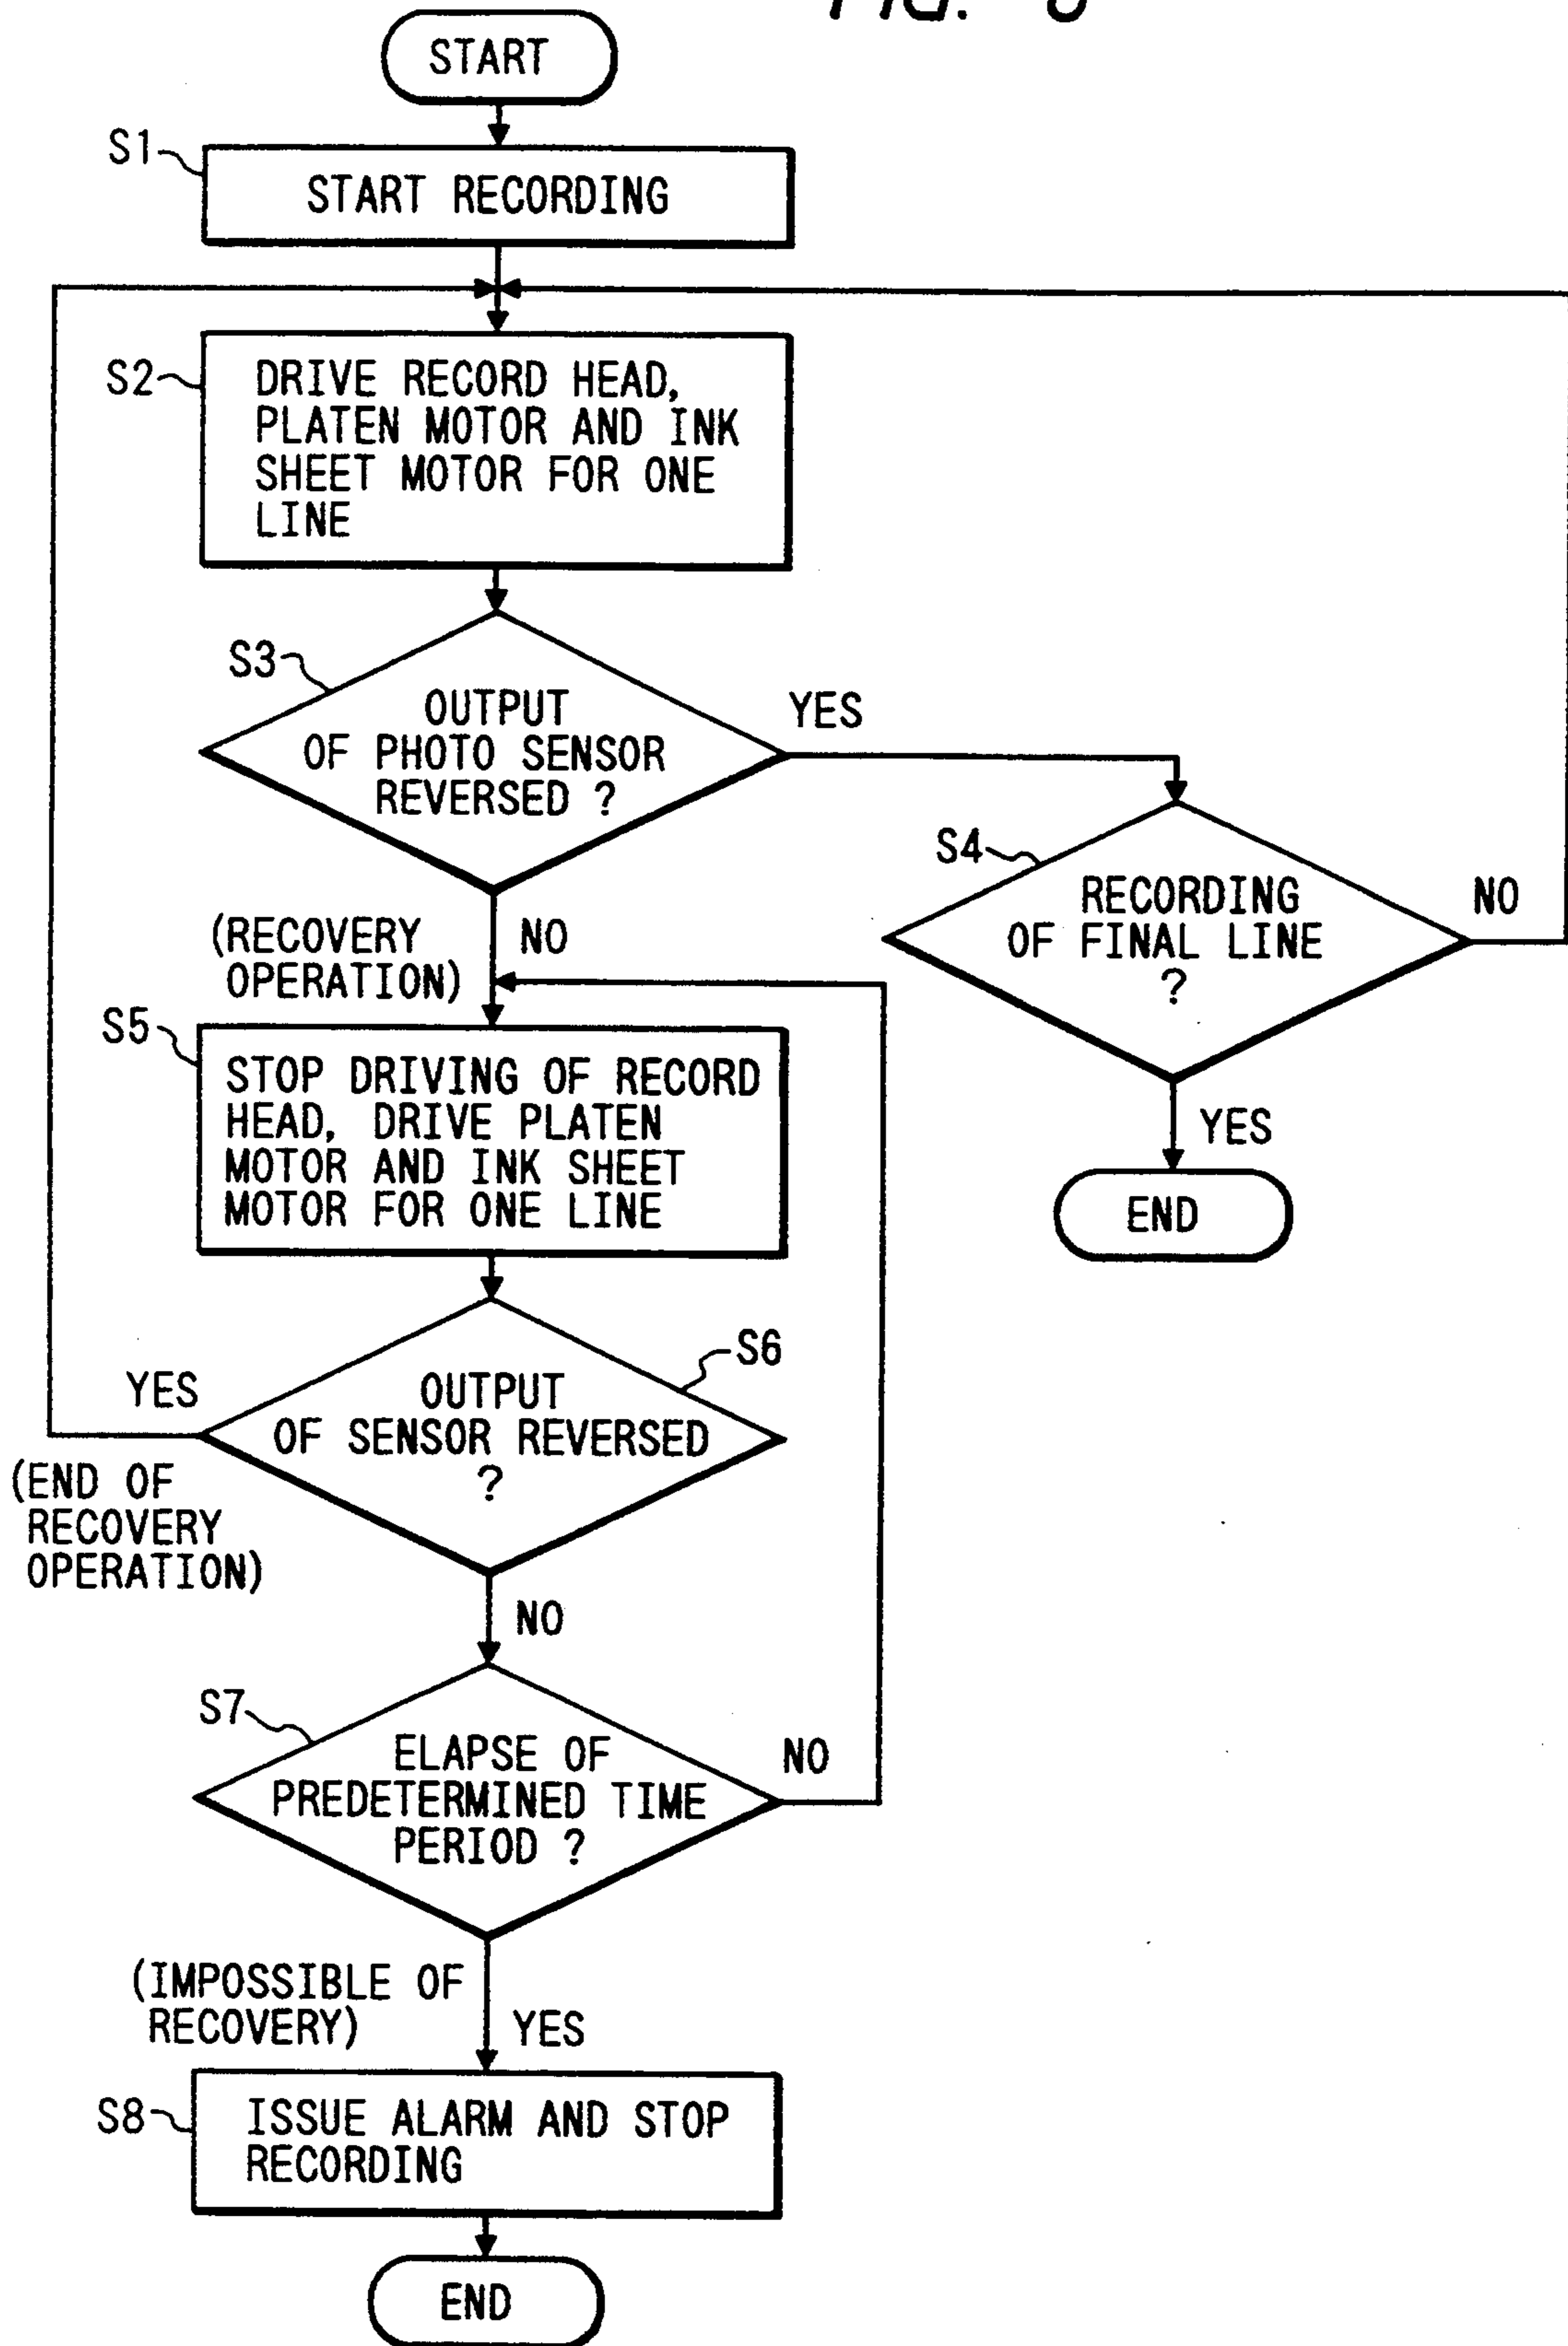 START
S1
START RECORDING
S2
DRIVE RECORD HEAD,
PLATEN MOTOR AND INK
SHEET MOTOR FOR ONE
LINE
S3
OUTPUT
OF PHOTO SENSOR
REVERSED ?
YES
S4
RECORDING
OF FINAL LINE
?
NO
YES
END
(RECOVERY
OPERATION)
NO
S5
STOP DRIVING OF RECORD
HEAD, DRIVE PLATEN
MOTOR AND INK SHEET
MOTOR FOR ONE LINE
S6
OUTPUT
OF SENSOR REVERSED
?
YES
(END OF
RECOVERY
OPERATION)
NO
S7
ELAPSE OF
PREDETERMINED TIME
PERIOD ?
NO
(IMPOSSIBLE OF
RECOVERY)
YES
S8
ISSUE ALARM AND STOP
RECORDING
END